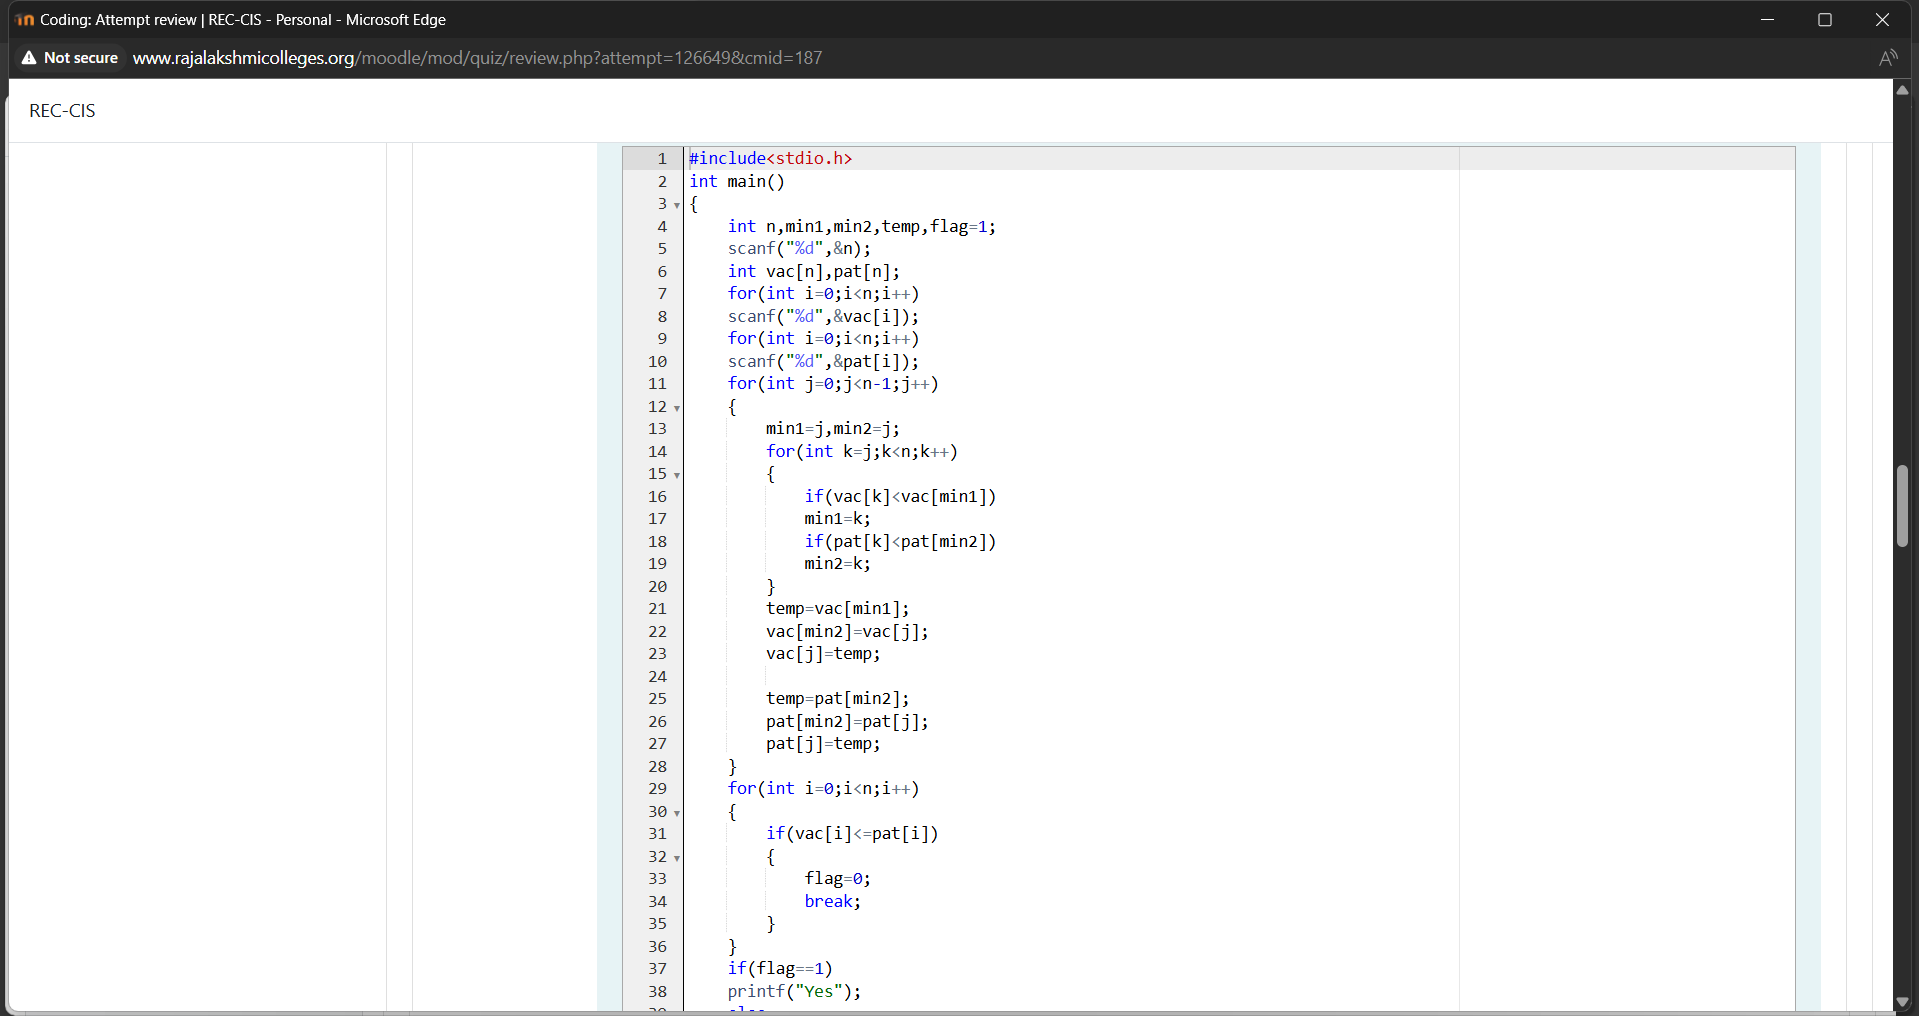 Coding: Attempt review | REC-CIS - Personal - Microsoft Edge
Not secure www.rajalakshmicolleges.org/moodle/mod/quiz/review.php?attempt=126649&cmid=187
REC-CIS
1 #include<stdio.h>
2 int main()
3 {
4 int n,min1,min2,temp,flag=1;
5 scanf("%d",&n);
6 int vac[n],pat[n];
7 for(int i=0;i<n;i++)
8 scanf("%d",&vac[i]);
9 for(int i=0;i<n;i++)
10 scanf("%d",&pat[i]);
11 for(int j=0;j<n-1;j++)
12 {
13 min1=j,min2=j;
14 for(int k=j;k<n;k++)
15 {
16 if(vac[k]<vac[min1])
17 min1=k;
18 if(pat[k]<pat[min2])
19 min2=k;
20 }
21 temp=vac[min1];
22 vac[min2]=vac[j];
23 vac[j]=temp;
24
25 temp=pat[min2];
26 pat[min2]=pat[j];
27 pat[j]=temp;
28 }
29 for(int i=0;i<n;i++)
30 {
31 if(vac[i]<=pat[i])
32 {
33 flag=0;
34 break;
35 }
36 }
37 if(flag==1)
38 printf("Yes");